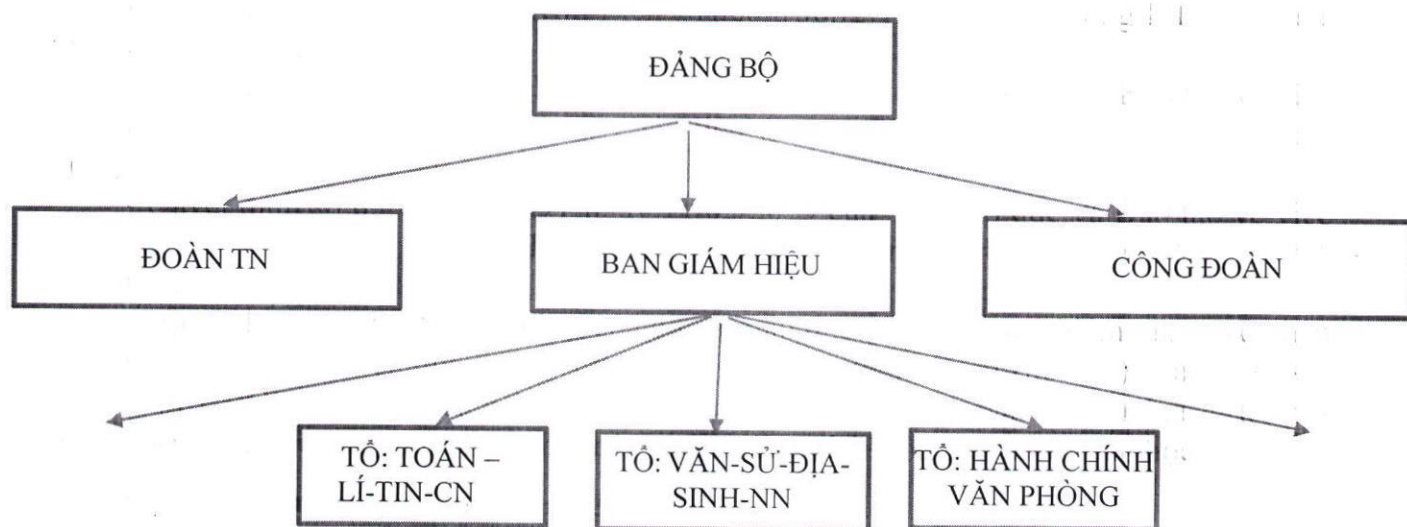 ĐẢNG BỘ
ĐOÀN TN
BAN GIÁM HIỆU
CÔNG ĐOÀN
TỔ: TOÁN –
LÍ-TIN-CN
TỔ: VĂN-SỬ-ĐỊA-
SINH-NN
TỔ: HÀNH CHÍNH
VĂN PHÒNG